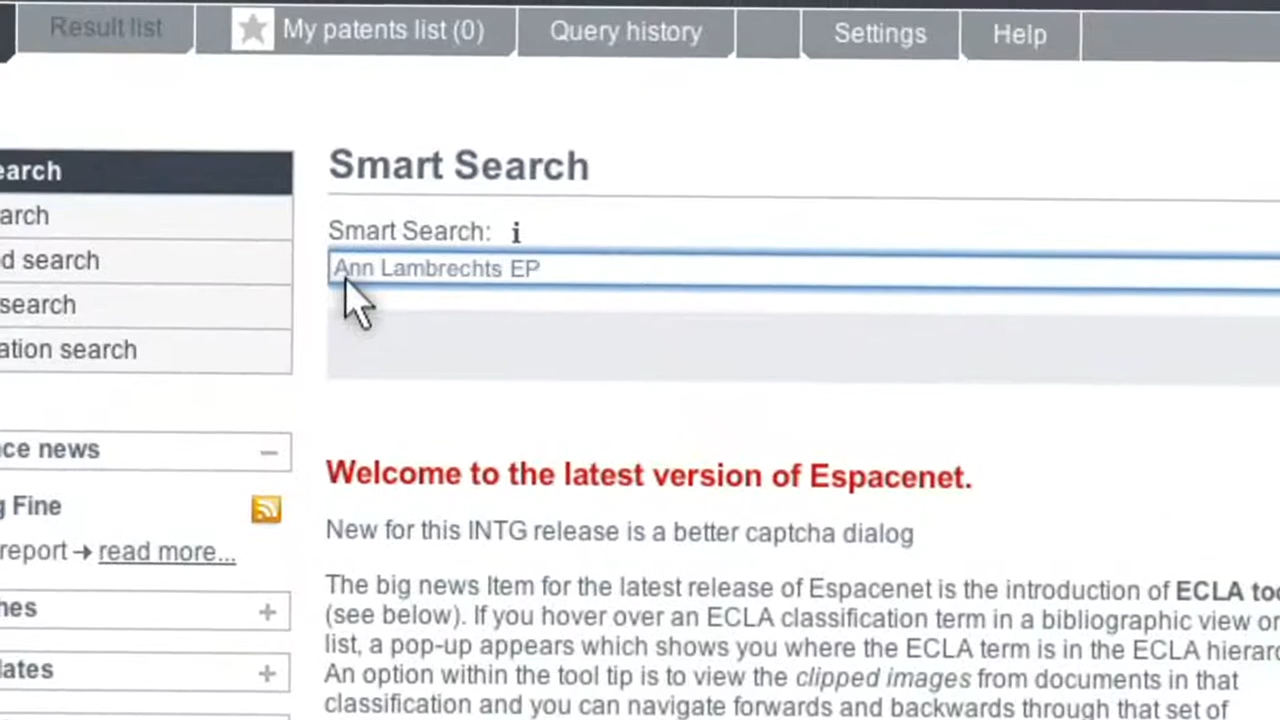 Result list
My patents list (0)
Query history
Settings
Help
earch
arch
d search
search
ation search
Smart Search
Smart Search: i
Ann Lambrechts EP
ce news
g Fine
report → read more...
hes
lates
Welcome to the latest version of Espacenet.
New for this INTG release is a better captcha dialog
The big news Item for the latest release of Espacenet is the introduction of ECLA too
(see below). If you hover over an ECLA classification term in a bibliographic view or
list, a pop-up appears which shows you where the ECLA term is in the ECLA hierarc
An option within the tool tip is to view the clipped images from documents in that
classification and you can navigate forwards and backwards through that set of